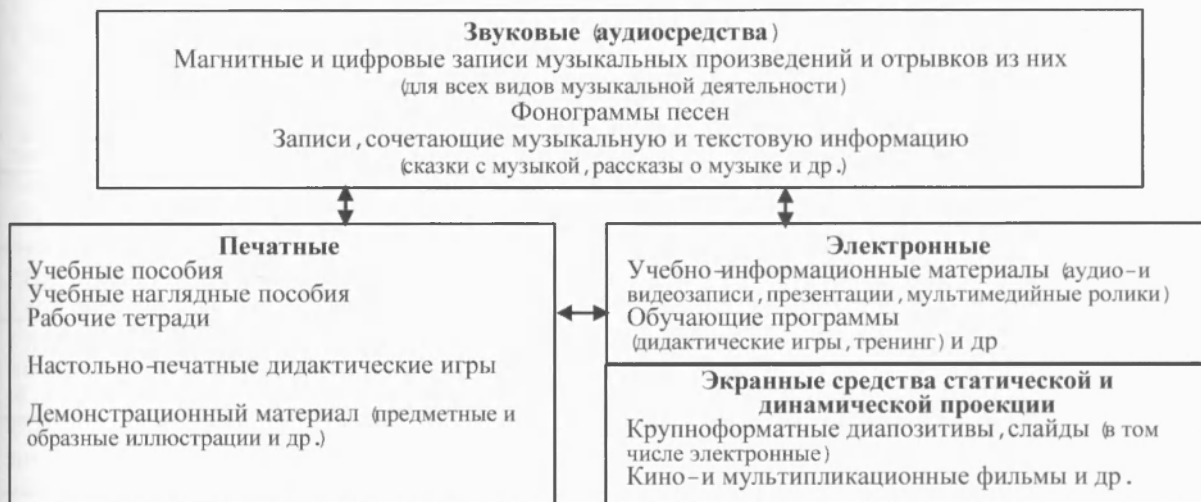 Звуковые (аудиосредства)
Магнитные и цифровые записи музыкальных произведений и отрывков из них
(для всех видов музыкальной деятельности)
Фонограммы песен
Записи, сочетающие музыкальную и текстовую информацию
(сказки с музыкой, рассказы о музыке и др.)
Печатные
Учебные пособия
Учебные наглядные пособия
Рабочие тетради
Настольно-печатные дидактические игры
Демонстрационный материал (предметные и
образные иллюстрации и др.)
Электронные
Учебно-информационные материалы (аудио- и
видеозаписи, презентации, мультимедийные ролики)
Обучающие программы
(дидактические игры, тренинг) и др
Экранные средства статической и
динамической проекции
Крупноформатные диапозитивы, слайды (в том
числе электронные)
Кино- и мультипликационные фильмы и др.